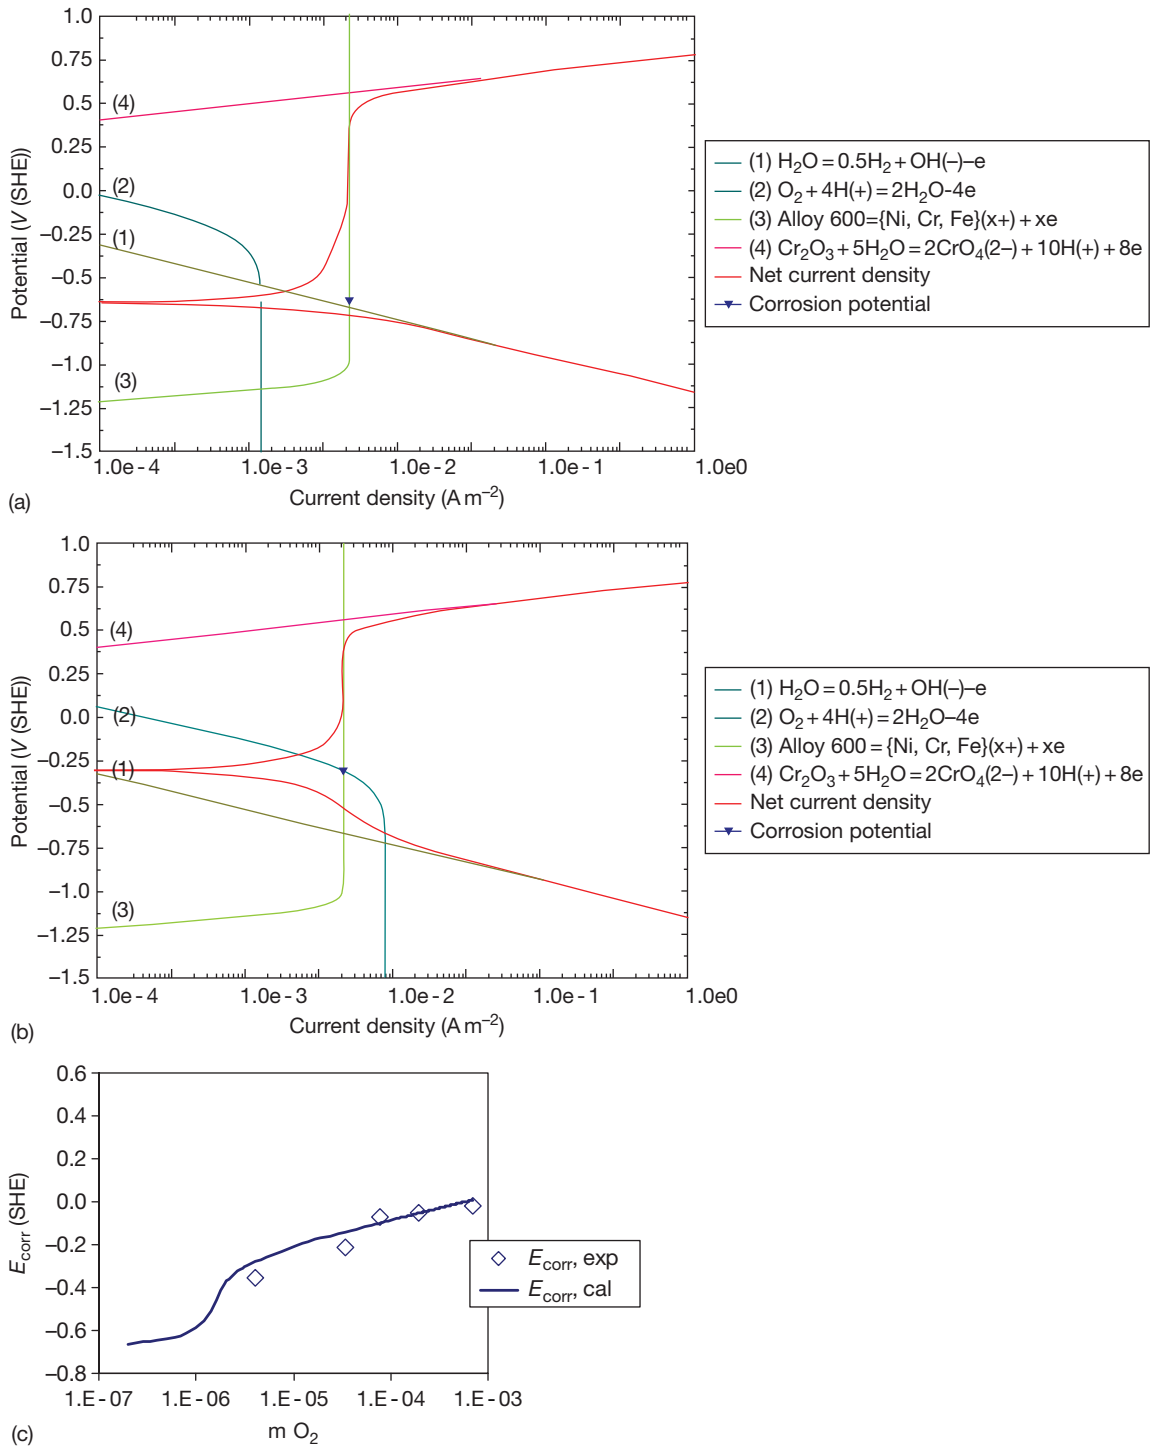 1.0
0.75
0.5
0.25
0.0
–0.25
–0.5
–0.75
–1.0
–1.25
–1.5
Potential (V (SHE))
(4)
(2)
(1)
(3)
1.0e-4 1.0e-3 1.0e-2 1.0e-1 1.0e0
Current density (A m⁻²)
(a)
(1) H₂O = 0.5H₂ + OH(–)–e
(2) O₂ + 4H(+) = 2H₂O-4e
(3) Alloy 600={Ni, Cr, Fe}(x+) + xe
(4) Cr₂O₃ + 5H₂O = 2CrO₄(2–) + 10H(+) + 8e
Net current density
Corrosion potential
1.0
0.75
0.5
0.25
0.0
–0.25
–0.5
–0.75
–1.0
–1.25
–1.5
Potential (V (SHE))
(4)
(2)
(1)
(3)
1.0e-4 1.0e-3 1.0e-2 1.0e-1 1.0e0
Current density (A m⁻²)
(b)
(1) H₂O = 0.5H₂ + OH(–)–e
(2) O₂ + 4H(+) = 2H₂O–4e
(3) Alloy 600 = {Ni, Cr, Fe}(x+) + xe
(4) Cr₂O₃ + 5H₂O = 2CrO₄(2–) + 10H(+) + 8e
Net current density
Corrosion potential
0.6
0.4
0.2
0.0
–0.2
–0.4
–0.6
–0.8
E_corr (SHE)
1.E-07 1.E-06 1.E-05 1.E-04 1.E-03
m O₂
(c)
E_corr, exp
E_corr, cal